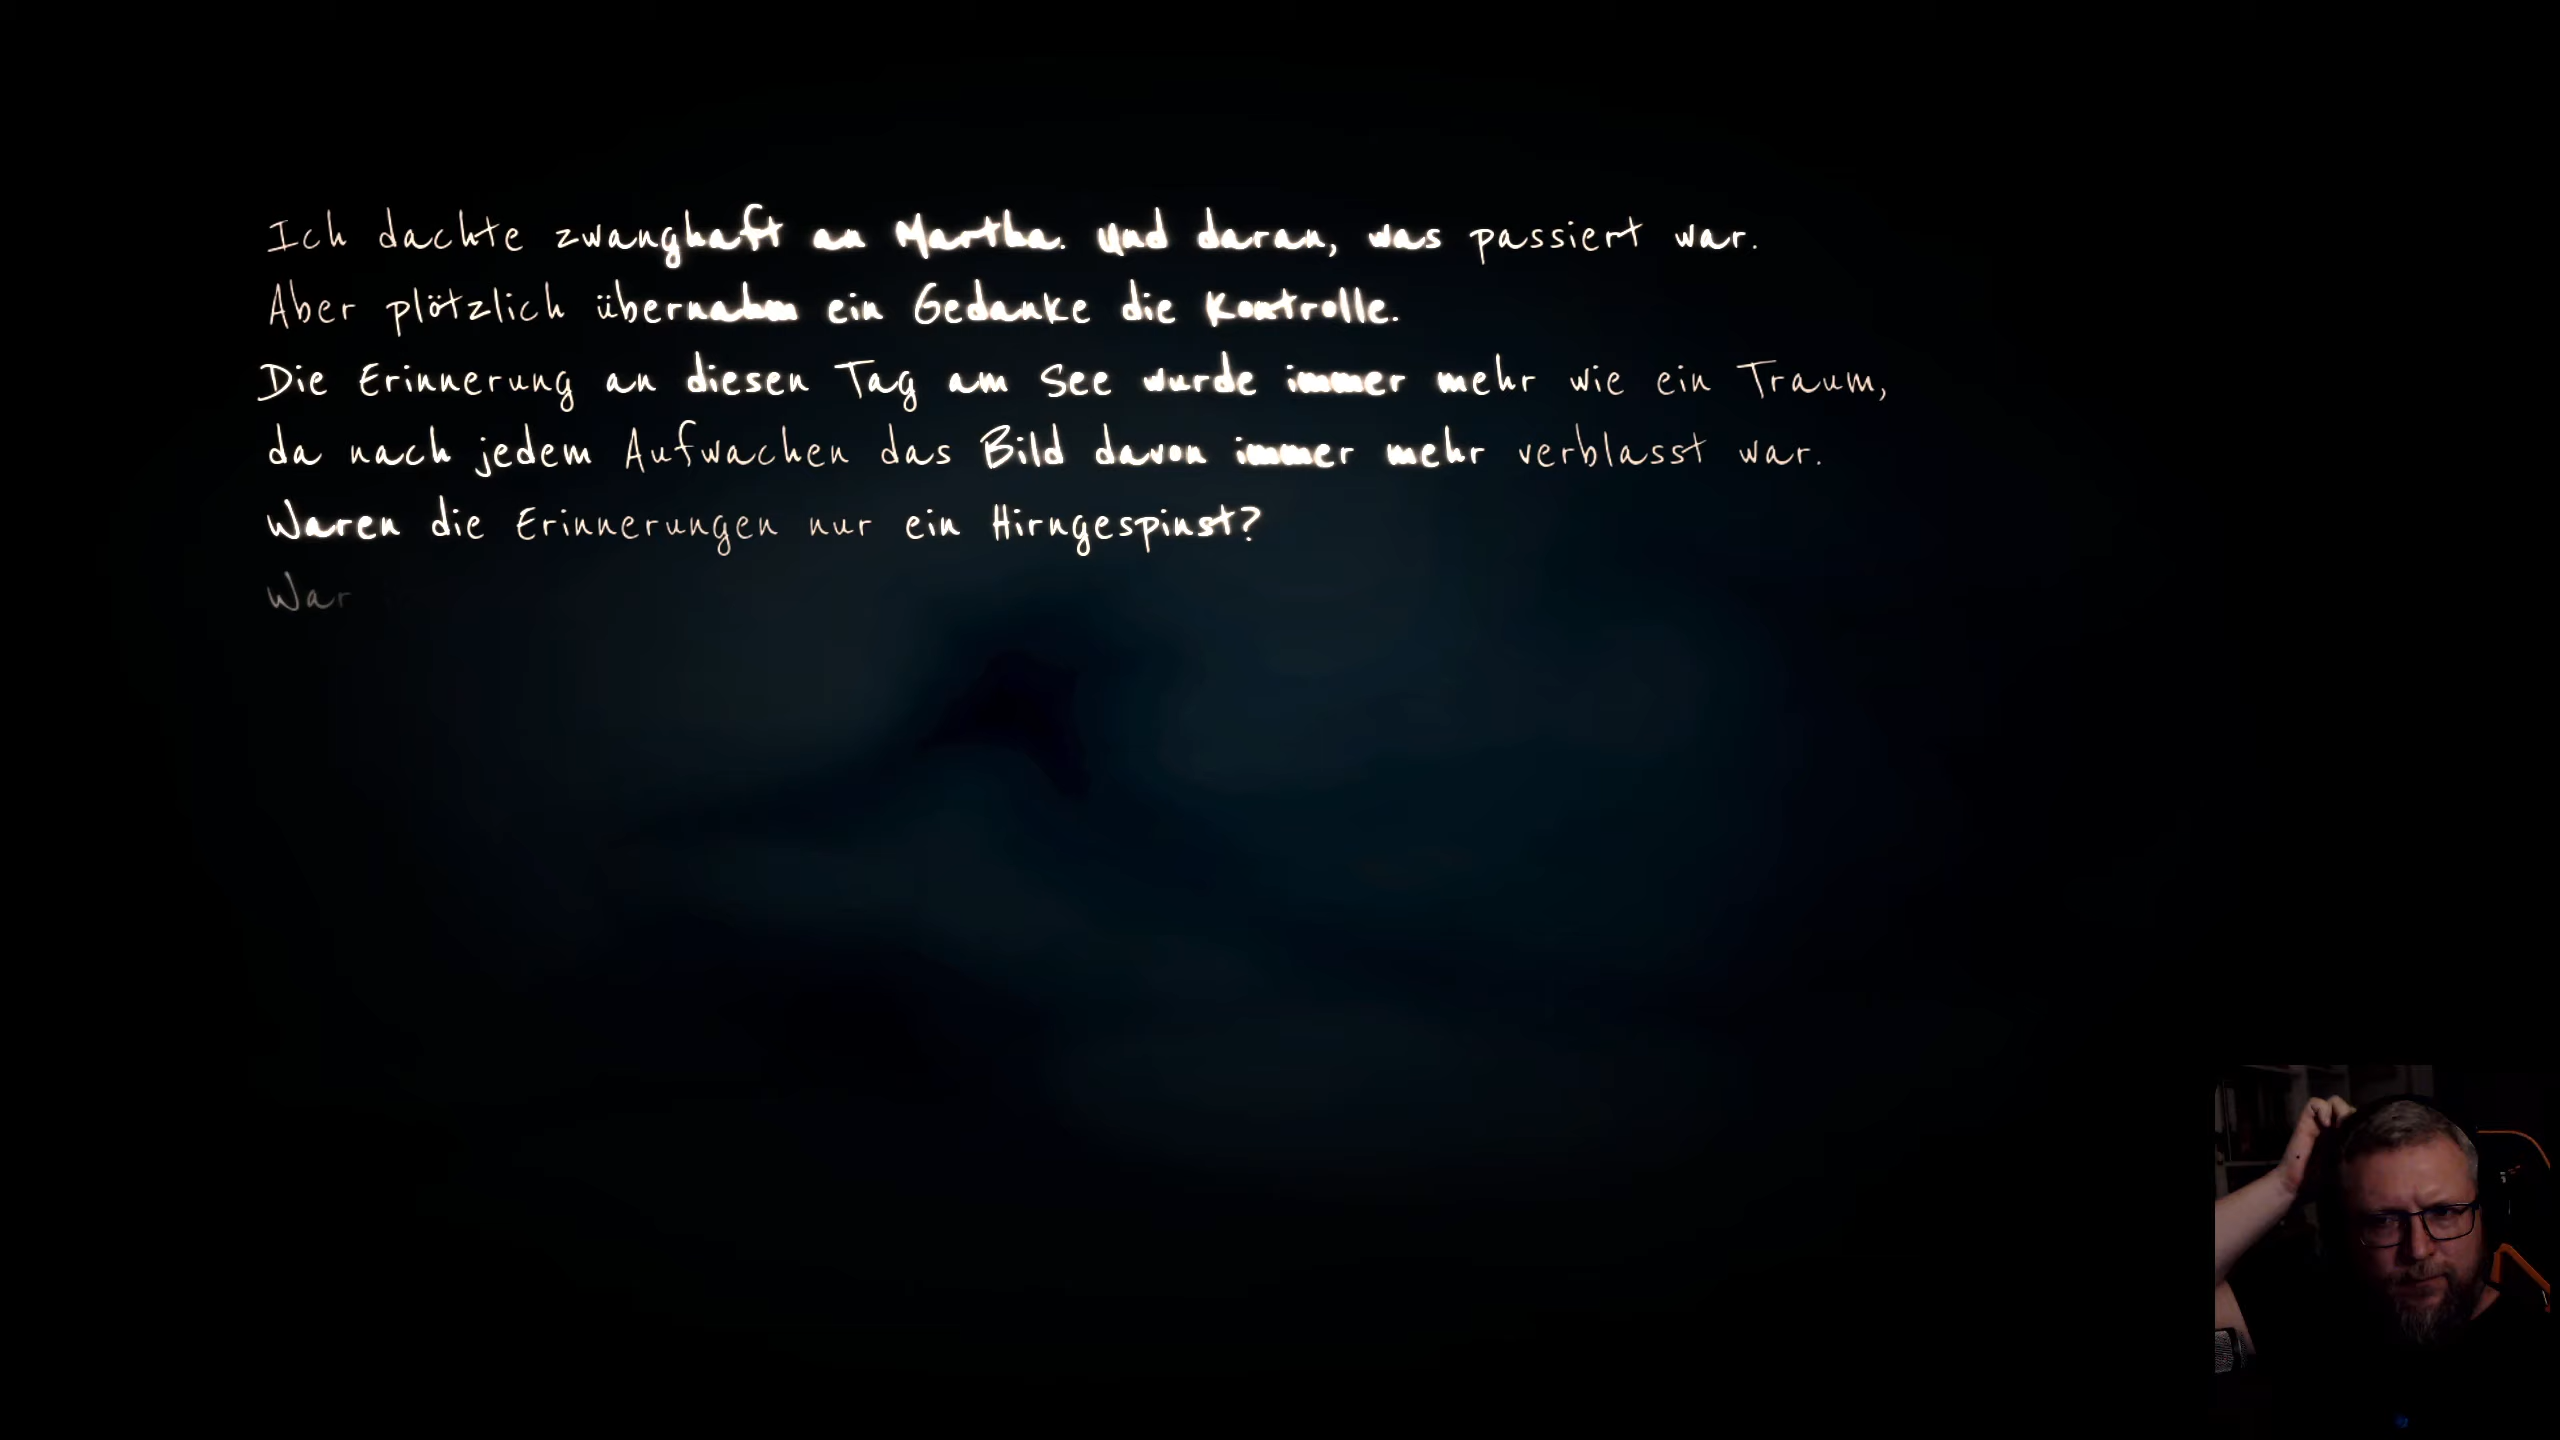 Ich dachte zwanghaft an Martha. Und daran, was passiert war.
Aber plötzlich übernahm ein Gedanke die Kontrolle.
Die Erinnerung an diesen Tag am See wurde immer mehr wie ein Traum,
da nach jedem Aufwachen das Bild davon immer mehr verblasst war.
Waren die Erinnerungen nur ein Hirngespinst?
War